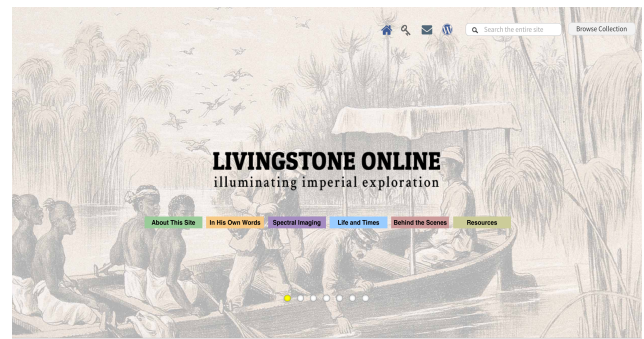 Search the entire site
Browse Collection
LIVINGSTONE ONLINE
illuminating imperial exploration
About This Site
In His Own Words
Spectral Imaging
Life and Times
Behind the Scenes
Resources